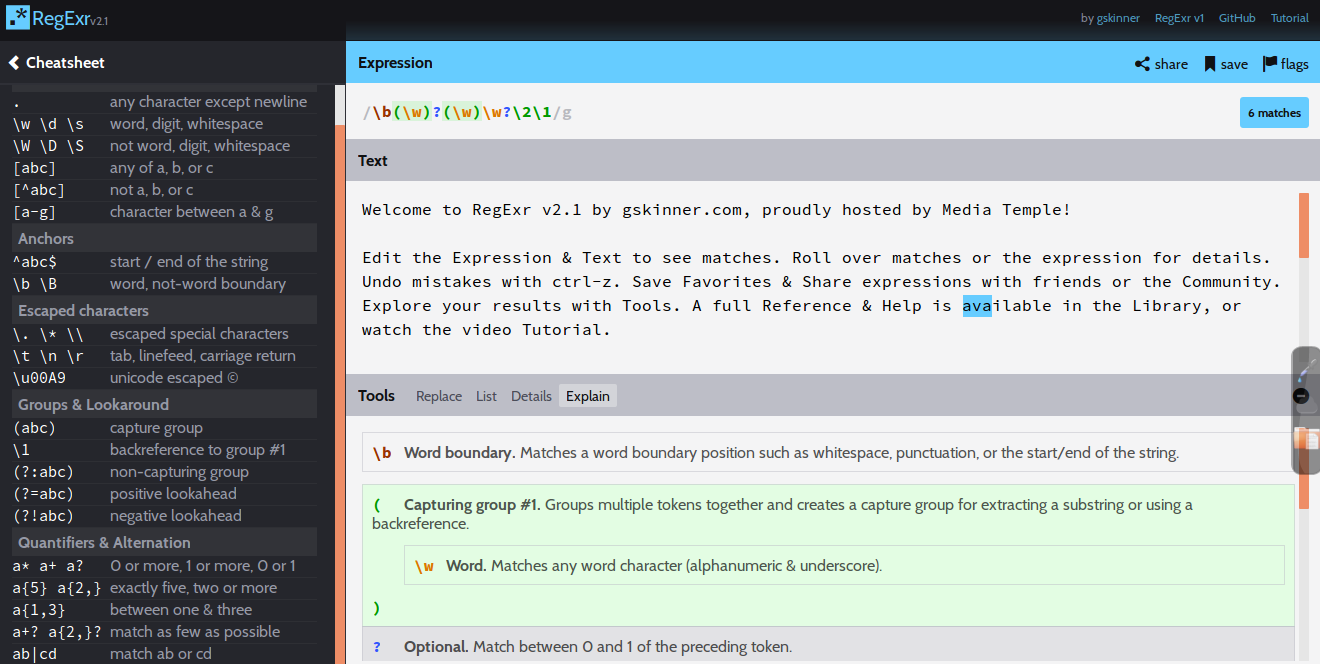 RegExr v2.1
by gskinner RegExr v1 GitHub Tutorial
Cheatsheet
. any character except newline
\w \d \s word, digit, whitespace
\W \D \S not word, digit, whitespace
[abc] any of a, b, or c
[^abc] not a, b, or c
[a-g] character between a & g
Anchors
^abc$ start / end of the string
\b \B word, not-word boundary
Escaped characters
\. \* \\ escaped special characters
\t \n \r tab, linefeed, carriage return
\u00A9 unicode escaped ©
Groups & Lookaround
(abc) capture group
\1 backreference to group #1
(?:abc) non-capturing group
(?=abc) positive lookahead
(?!abc) negative lookahead
Quantifiers & Alternation
a* a+ a? 0 or more, 1 or more, 0 or 1
a{5} a{2,} exactly five, two or more
a{1,3} between one & three
a+? a{2,}? match as few as possible
ab|cd match ab or cd
Expression share save flags
/\b(\w)?(\w)\w?\2\1/g 6 matches
Text
Welcome to RegExr v2.1 by gskinner.com, proudly hosted by Media Temple!
Edit the Expression & Text to see matches. Roll over matches or the expression for details.
Undo mistakes with ctrl-z. Save Favorites & Share expressions with friends or the Community.
Explore your results with Tools. A full Reference & Help is available in the Library, or
watch the video Tutorial.
Tools Replace List Details Explain
\b Word boundary. Matches a word boundary position such as whitespace, punctuation, or the start/end of the string.
( Capturing group #1. Groups multiple tokens together and creates a capture group for extracting a substring or using a
backreference.
\w Word. Matches any word character (alphanumeric & underscore).
)
? Optional. Match between 0 and 1 of the preceding token.